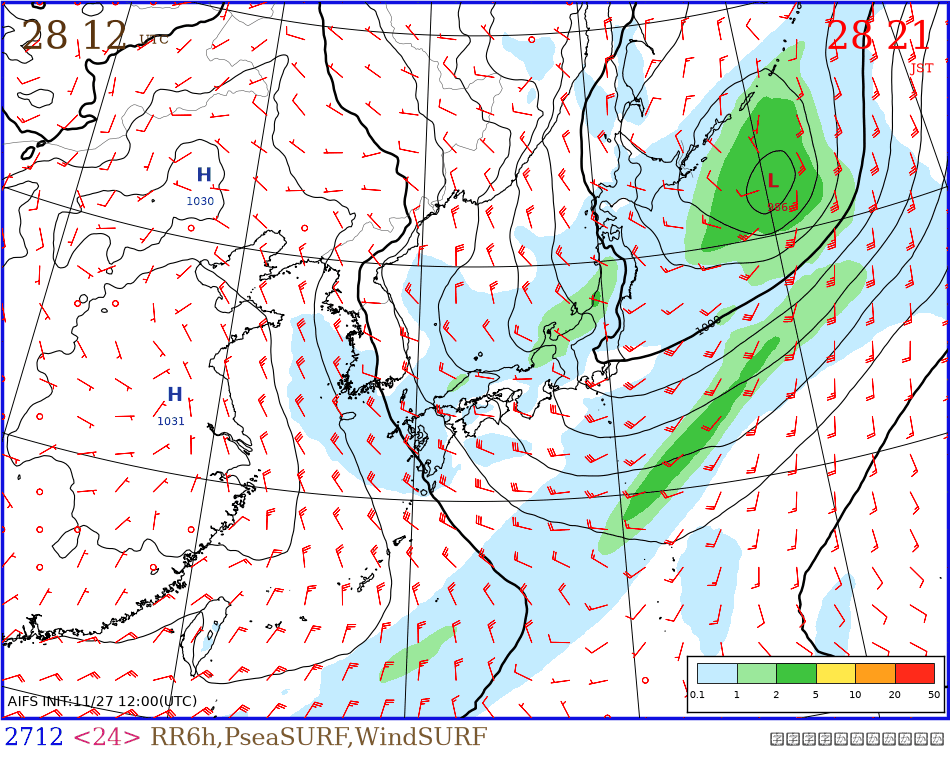 28 12 UTC
28 21
JST
H
1030
L
986
1000
H
1031
0.1 1 2 5 10 20 50
AIFS INIT:11/27 12:00(UTC)
2712 <24> RR6h,PseaSURF,WindSURF